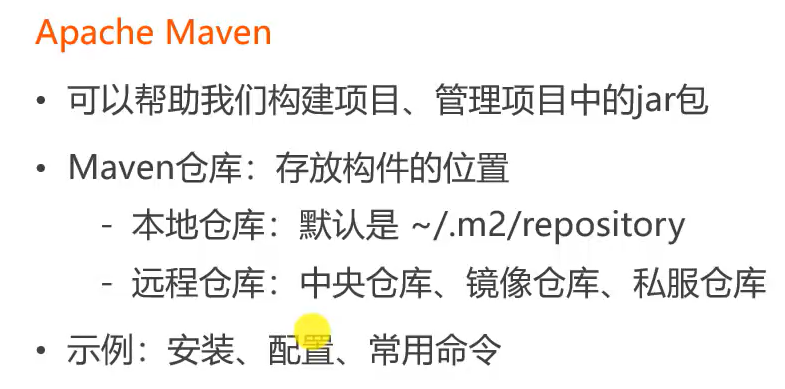 Apache Maven
• 可以帮助我们构建项目、管理项目中的jar包
• Maven仓库：存放构件的位置
- 本地仓库：默认是 ~/.m2/repository
- 远程仓库：中央仓库、镜像仓库、私服仓库
• 示例：安装、配置、常用命令